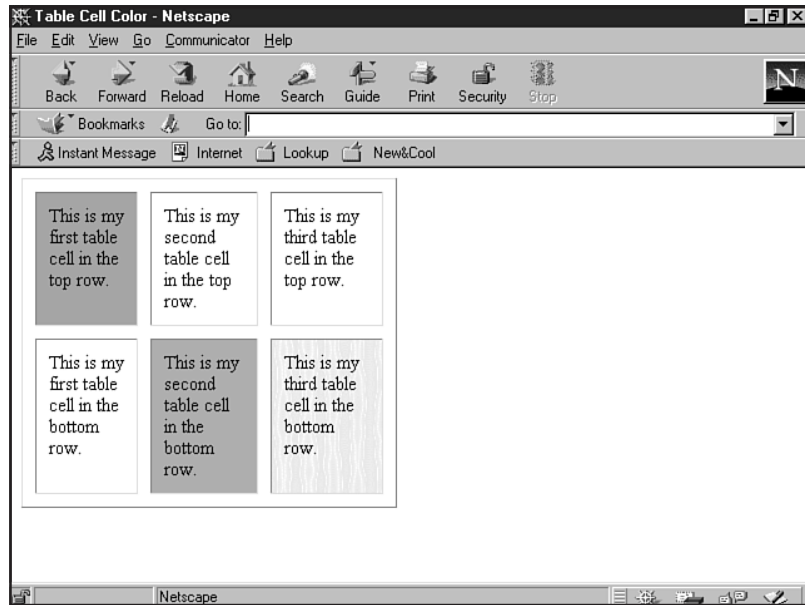 Table Cell Color - Netscape
File Edit View Go Communicator Help
Back Forward Reload Home Search Guide Print Security Stop
N
Bookmarks Go to:
Instant Message Internet Lookup New&Cool
This is my
first table
cell in the
top row.
This is my
second
table cell
in the top
row.
This is my
third table
cell in the
top row.
This is my
first table
cell in the
bottom
row.
This is my
second
table cell
in the
bottom
row.
This is my
third table
cell in the
bottom
row.
Netscape